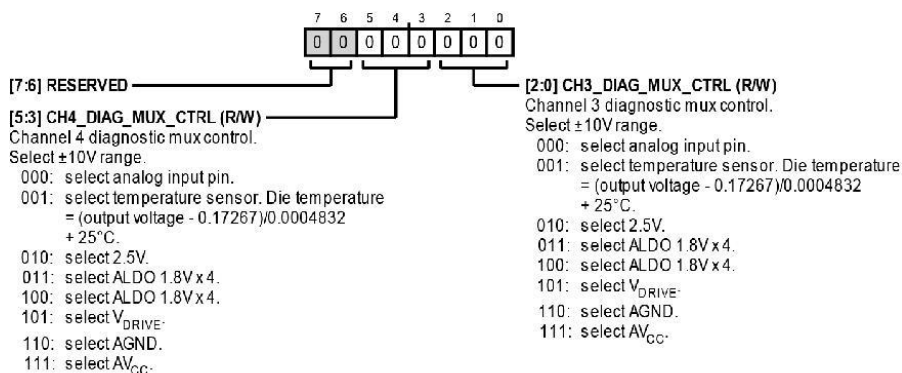 7 6 5 4 3 2 1 0
0 0 0 0 0 0 0 0
[7:6] RESERVED
[5:3] CH4_DIAG_MUX_CTRL (R/W)
Channel 4 diagnostic mux control.
Select ±10V range.
000: select analog input pin.
001: select temperature sensor. Die temperature
= (output voltage - 0.17267)/0.0004832
+ 25°C.
010: select 2.5V.
011: select ALDO 1.8V x 4.
100: select ALDO 1.8V x 4.
101: select VDRIVE.
110: select AGND.
111: select AVCC.
[2:0] CH3_DIAG_MUX_CTRL (R/W)
Channel 3 diagnostic mux control.
Select ±10V range.
000: select analog input pin.
001: select temperature sensor. Die temperature
= (output voltage - 0.17267)/0.0004832
+ 25°C.
010: select 2.5V.
011: select ALDO 1.8V x 4.
100: select ALDO 1.8V x 4.
101: select VDRIVE.
110: select AGND.
111: select AVCC.